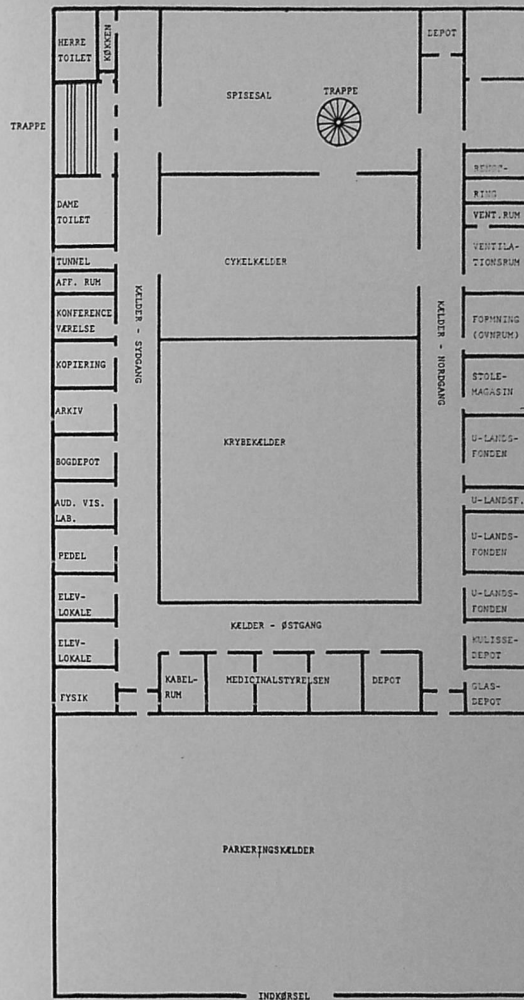 HERRE
TOILET
KØKKEN
DEPOT
SPISESAL
TRAPPE
TRAPPE
DAME
TOILET
TUNNEL
AFF. RUM
KONFERENCE
VÆRELSE
KOPIERING
ARKIV
BOGDEPOT
AUD. VIS.
LAB.
PEDEL
ELEV-
LOKALE
ELEV-
LOKALE
FYSIK
KÆLDER - SYDGANG
CYKELKÆLDER
KRYBEKÆLDER
KÆLDER - ØSTGANG
KABEL-
RUM
MEDICINALSTYRELSEN
DEPOT
KÆLDER - NORDGANG
RING
VENT.RUM
VENTILA-
TIONSRUM
FORMNING
(OVNRUM)
STOLE-
MAGASIN
U-LANDS-
FONDEN
U-LANDSF.
U-LANDS-
FONDEN
U-LANDS-
FONDEN
KULISSE-
DEPOT
GLAS-
DEPOT
PARKERINGSKÆLDER
INDKØRSEL